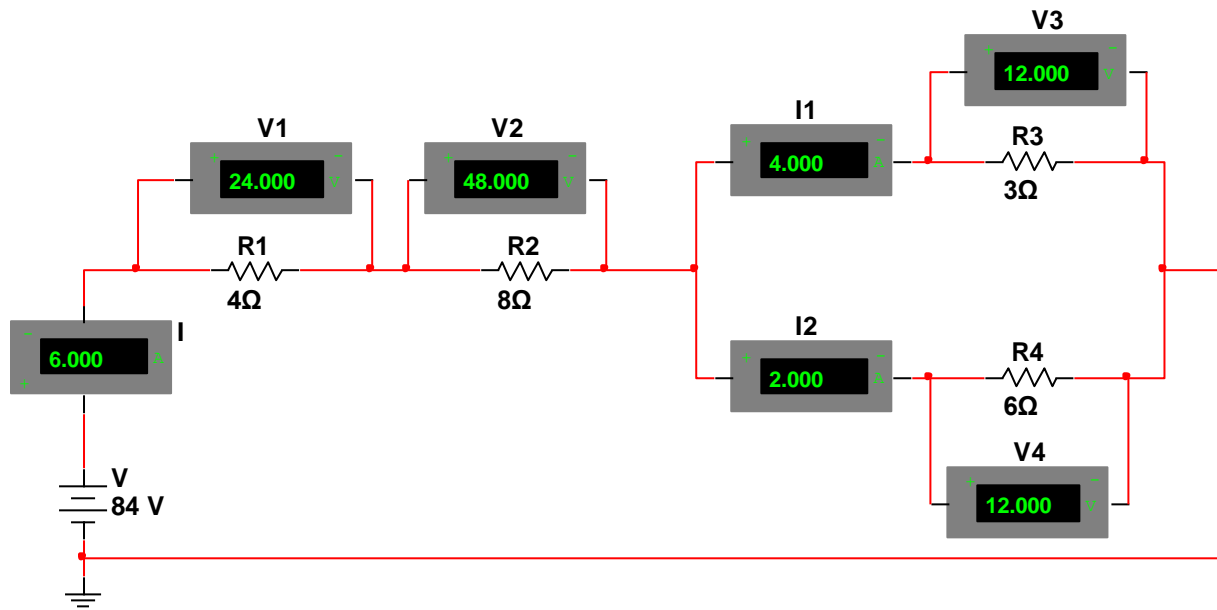 V3
+ −
12.000 V
V1
+ −
24.000 V
V2
+ −
48.000 V
I1
+ −
4.000 A
R3
3Ω
R1
4Ω
R2
8Ω
I
−
6.000 A
+
I2
+ −
2.000 A
R4
6Ω
V4
+ −
12.000 V
V
84 V